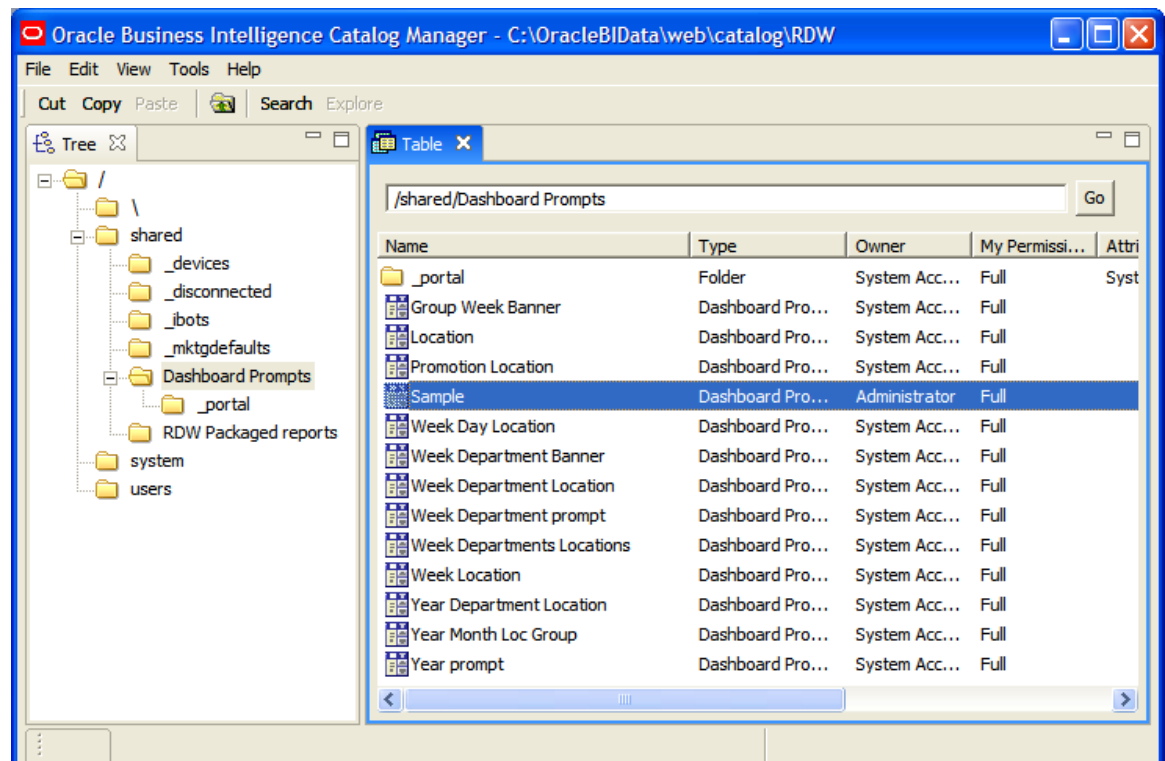 Oracle Business Intelligence Catalog Manager - C:\OracleBIData\web\catalog\RDW
File Edit View Tools Help
Cut Copy Paste Search Explore
Tree
/
\
shared
_devices
_disconnected
_ibots
_mktgdefaults
Dashboard Prompts
_portal
RDW Packaged reports
system
users
Table
/shared/Dashboard Prompts Go
Name Type Owner My Permissi... Attri
_portal Folder System Acc... Full Syst
Group Week Banner Dashboard Pro... System Acc... Full
Location Dashboard Pro... System Acc... Full
Promotion Location Dashboard Pro... System Acc... Full
Sample Dashboard Pro... Administrator Full
Week Day Location Dashboard Pro... System Acc... Full
Week Department Banner Dashboard Pro... System Acc... Full
Week Department Location Dashboard Pro... System Acc... Full
Week Department prompt Dashboard Pro... System Acc... Full
Week Departments Locations Dashboard Pro... System Acc... Full
Week Location Dashboard Pro... System Acc... Full
Year Department Location Dashboard Pro... System Acc... Full
Year Month Loc Group Dashboard Pro... System Acc... Full
Year prompt Dashboard Pro... System Acc... Full